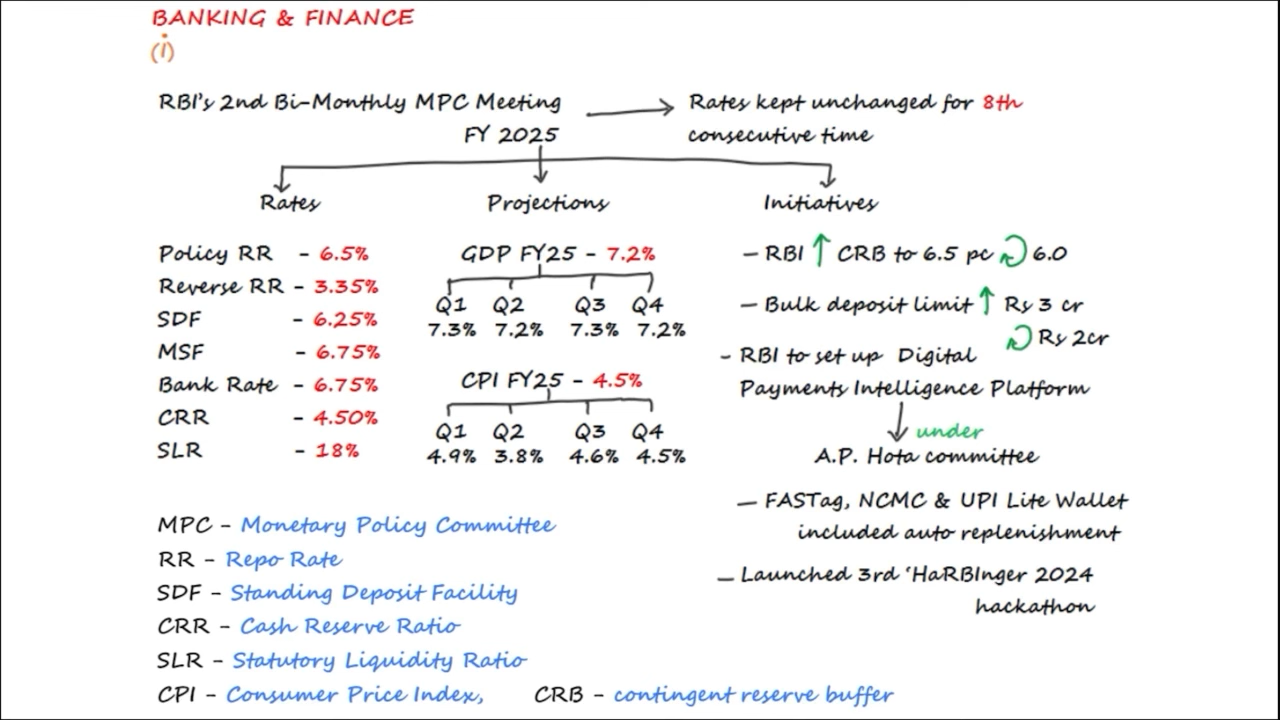 BANKING & FINANCE
(i)
RBI's 2nd Bi-Monthly MPC Meeting
FY 2025
Rates kept unchanged for 8th
consecutive time
Rates
Policy RR - 6.5%
Reverse RR - 3.35%
SDF - 6.25%
MSF - 6.75%
Bank Rate - 6.75%
CRR - 4.50%
SLR - 18%
Projections
GDP FY25 - 7.2%
Q1 Q2 Q3 Q4
7.3% 7.2% 7.3% 7.2%
CPI FY25 - 4.5%
Q1 Q2 Q3 Q4
4.9% 3.8% 4.6% 4.5%
Initiatives
- RBI ↑ CRB to 6.5 pc 6.0
- Bulk deposit limit ↑ Rs 3 cr
Rs 2cr
- RBI to set up Digital
Payments Intelligence Platform
under
A.P. Hota committee
- FASTag, NCMC & UPI Lite Wallet
included auto replenishment
- Launched 3rd 'HaRBInger 2024
hackathon
MPC - Monetary Policy Committee
RR - Repo Rate
SDF - Standing Deposit Facility
CRR - Cash Reserve Ratio
SLR - Statutory Liquidity Ratio
CPI - Consumer Price Index, CRB - contingent reserve buffer